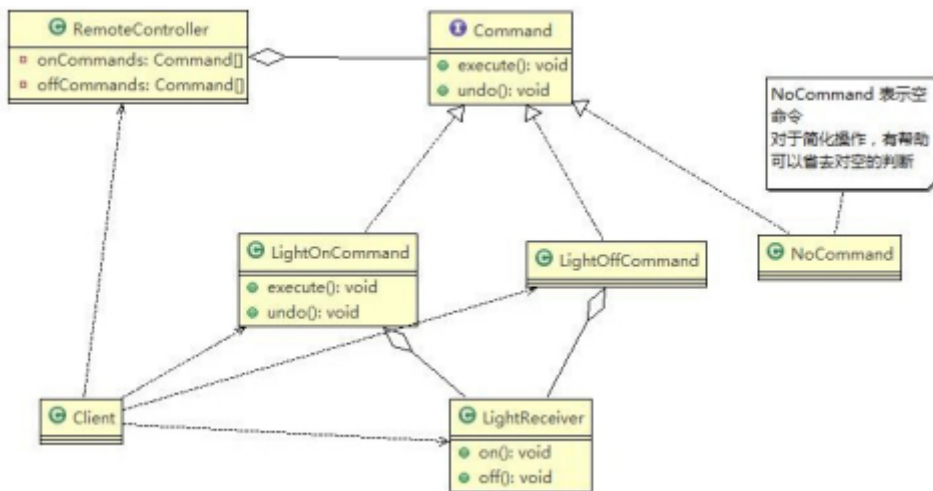 RemoteController
onCommands: Command[]
offCommands: Command[]
Command
execute(): void
undo(): void
NoCommand 表示空
命令
对于简化操作，有帮助
可以省去对空的判断
LightOnCommand
execute(): void
undo(): void
LightOffCommand
NoCommand
Client
LightReceiver
on(): void
off(): void